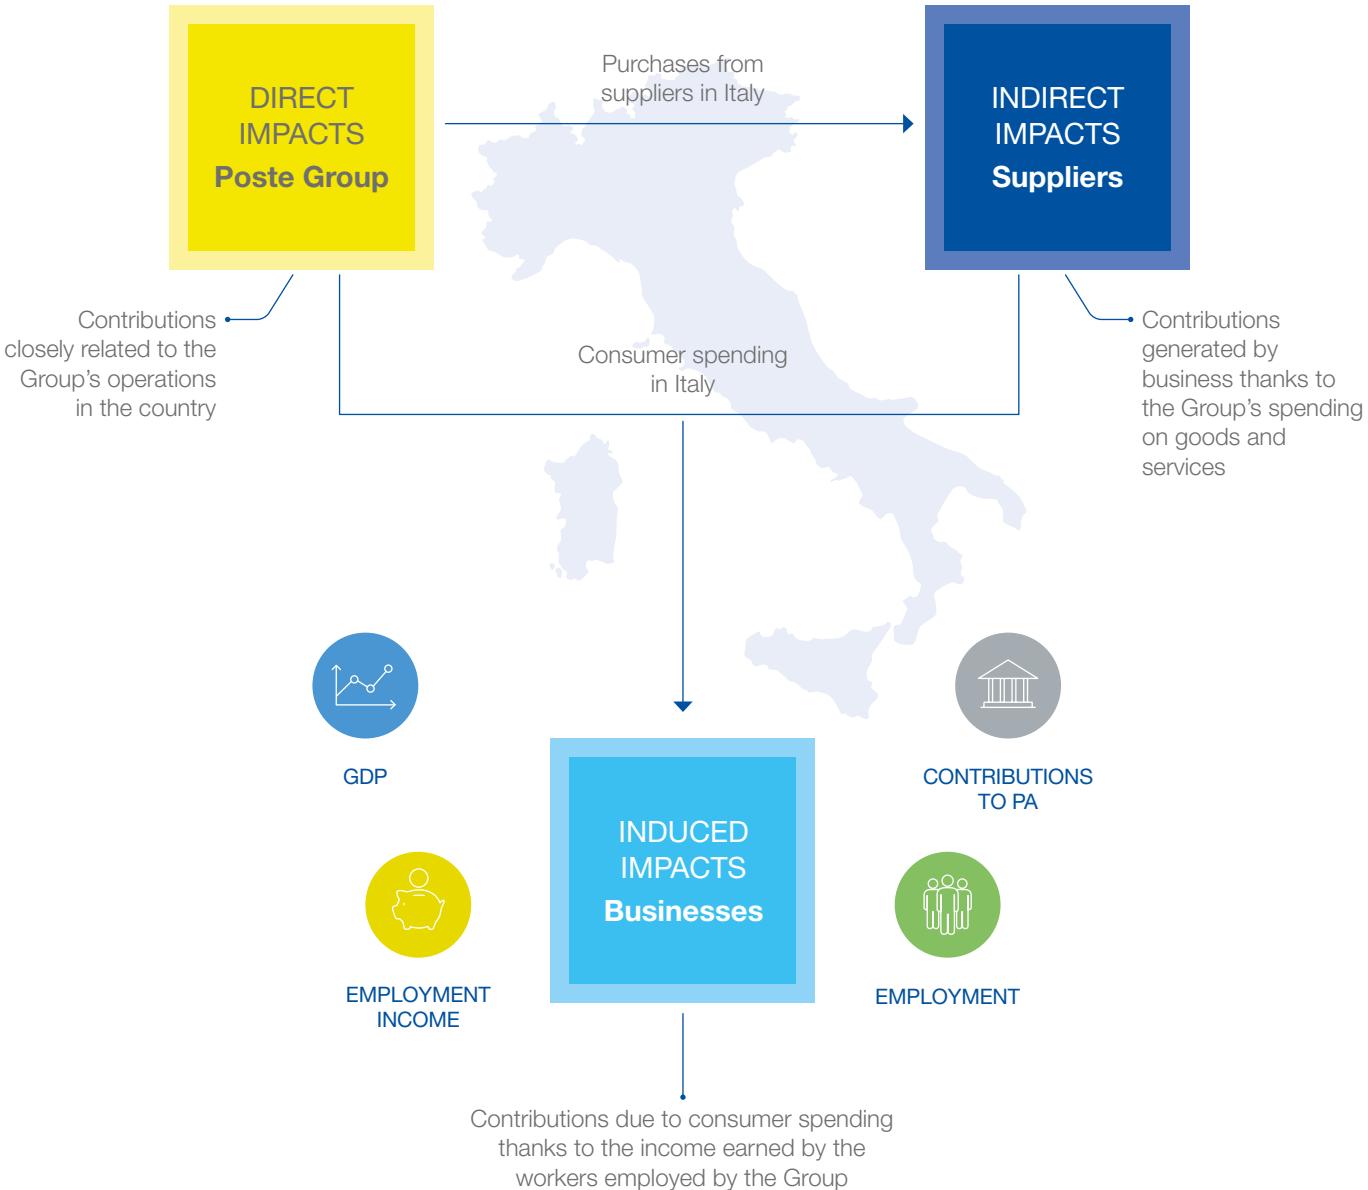 DIRECT
IMPACTS
Poste Group
Purchases from
suppliers in Italy
INDIRECT
IMPACTS
Suppliers
Contributions
closely related to the
Group's operations
in the country
Consumer spending
in Italy
Contributions
generated by
business thanks to
the Group's spending
on goods and
services
GDP
CONTRIBUTIONS
TO PA
INDUCED
IMPACTS
Businesses
EMPLOYMENT
INCOME
EMPLOYMENT
Contributions due to consumer spending
thanks to the income earned by the
workers employed by the Group